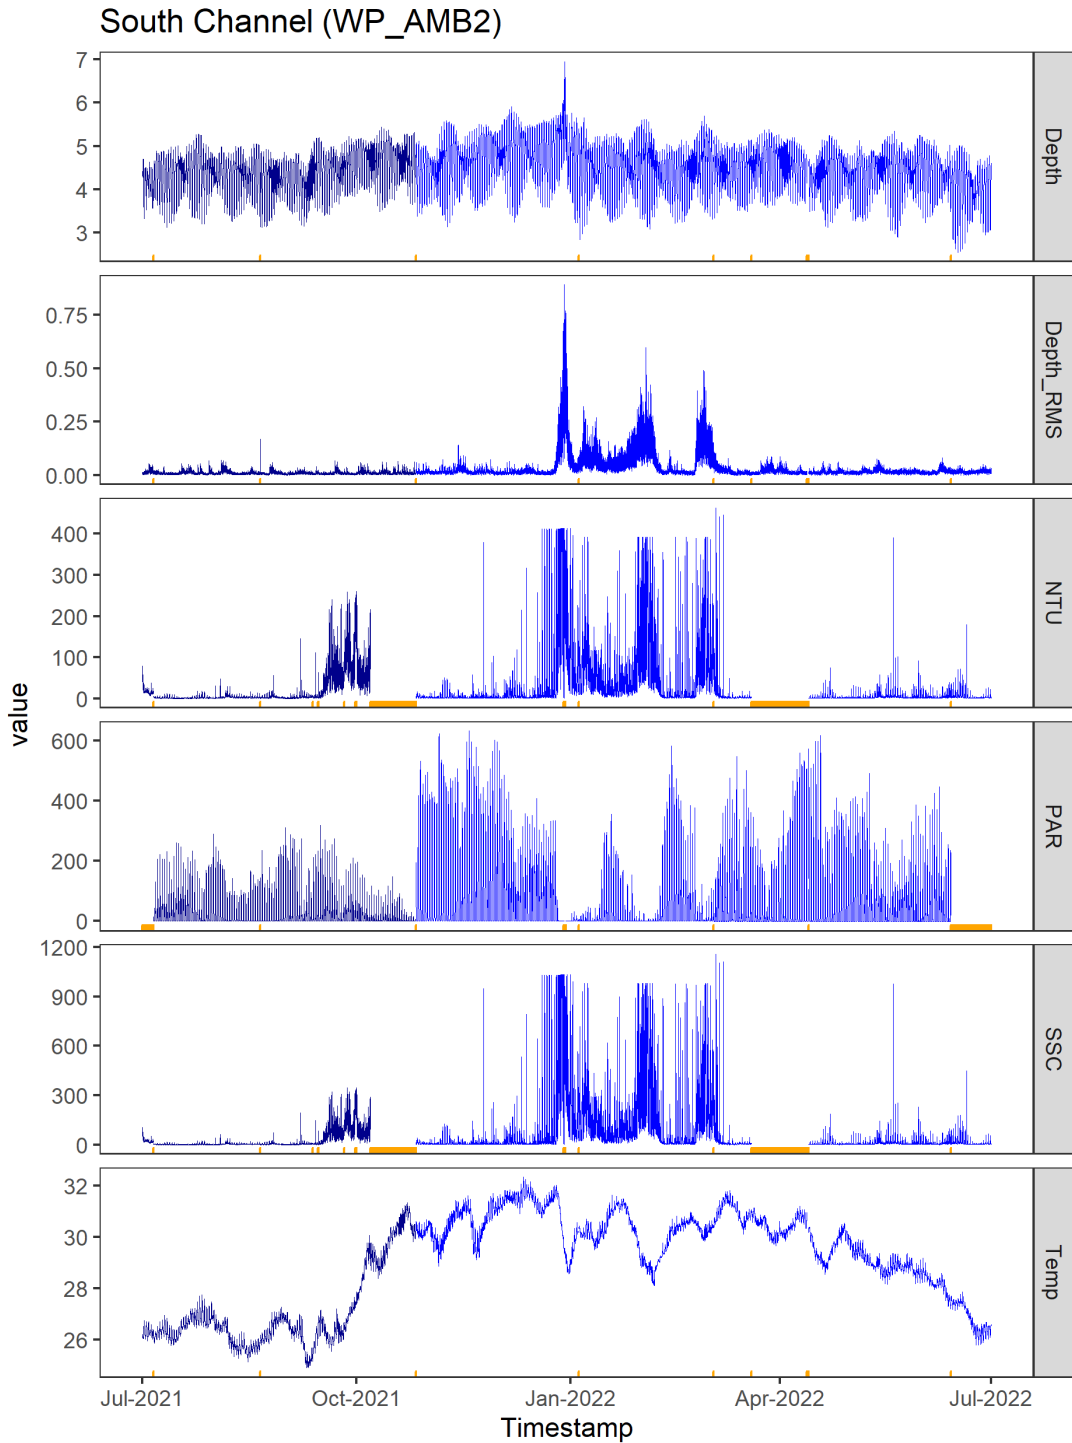 South Channel (WP_AMB2)
7
6
5
4
3
Depth
0.75
0.50
0.25
0.00
Depth_RMS
400
300
200
100
0
NTU
value
600
400
200
0
PAR
1200
900
600
300
0
SSC
32
30
28
26
Temp
Jul-2021 Oct-2021 Jan-2022 Apr-2022 Jul-2022
Timestamp